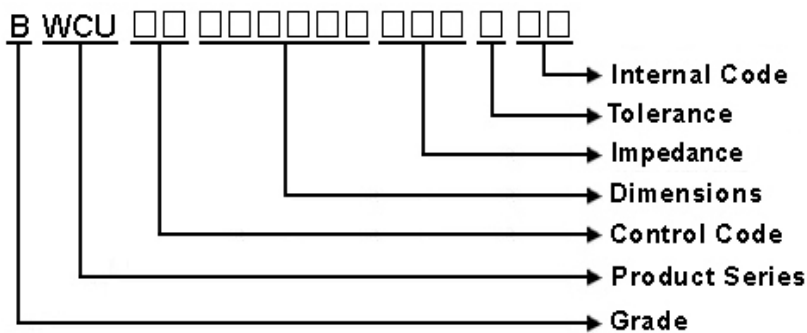 B WCU □□ □□□□□□ □□□ □ □□
Internal Code
Tolerance
Impedance
Dimensions
Control Code
Product Series
Grade